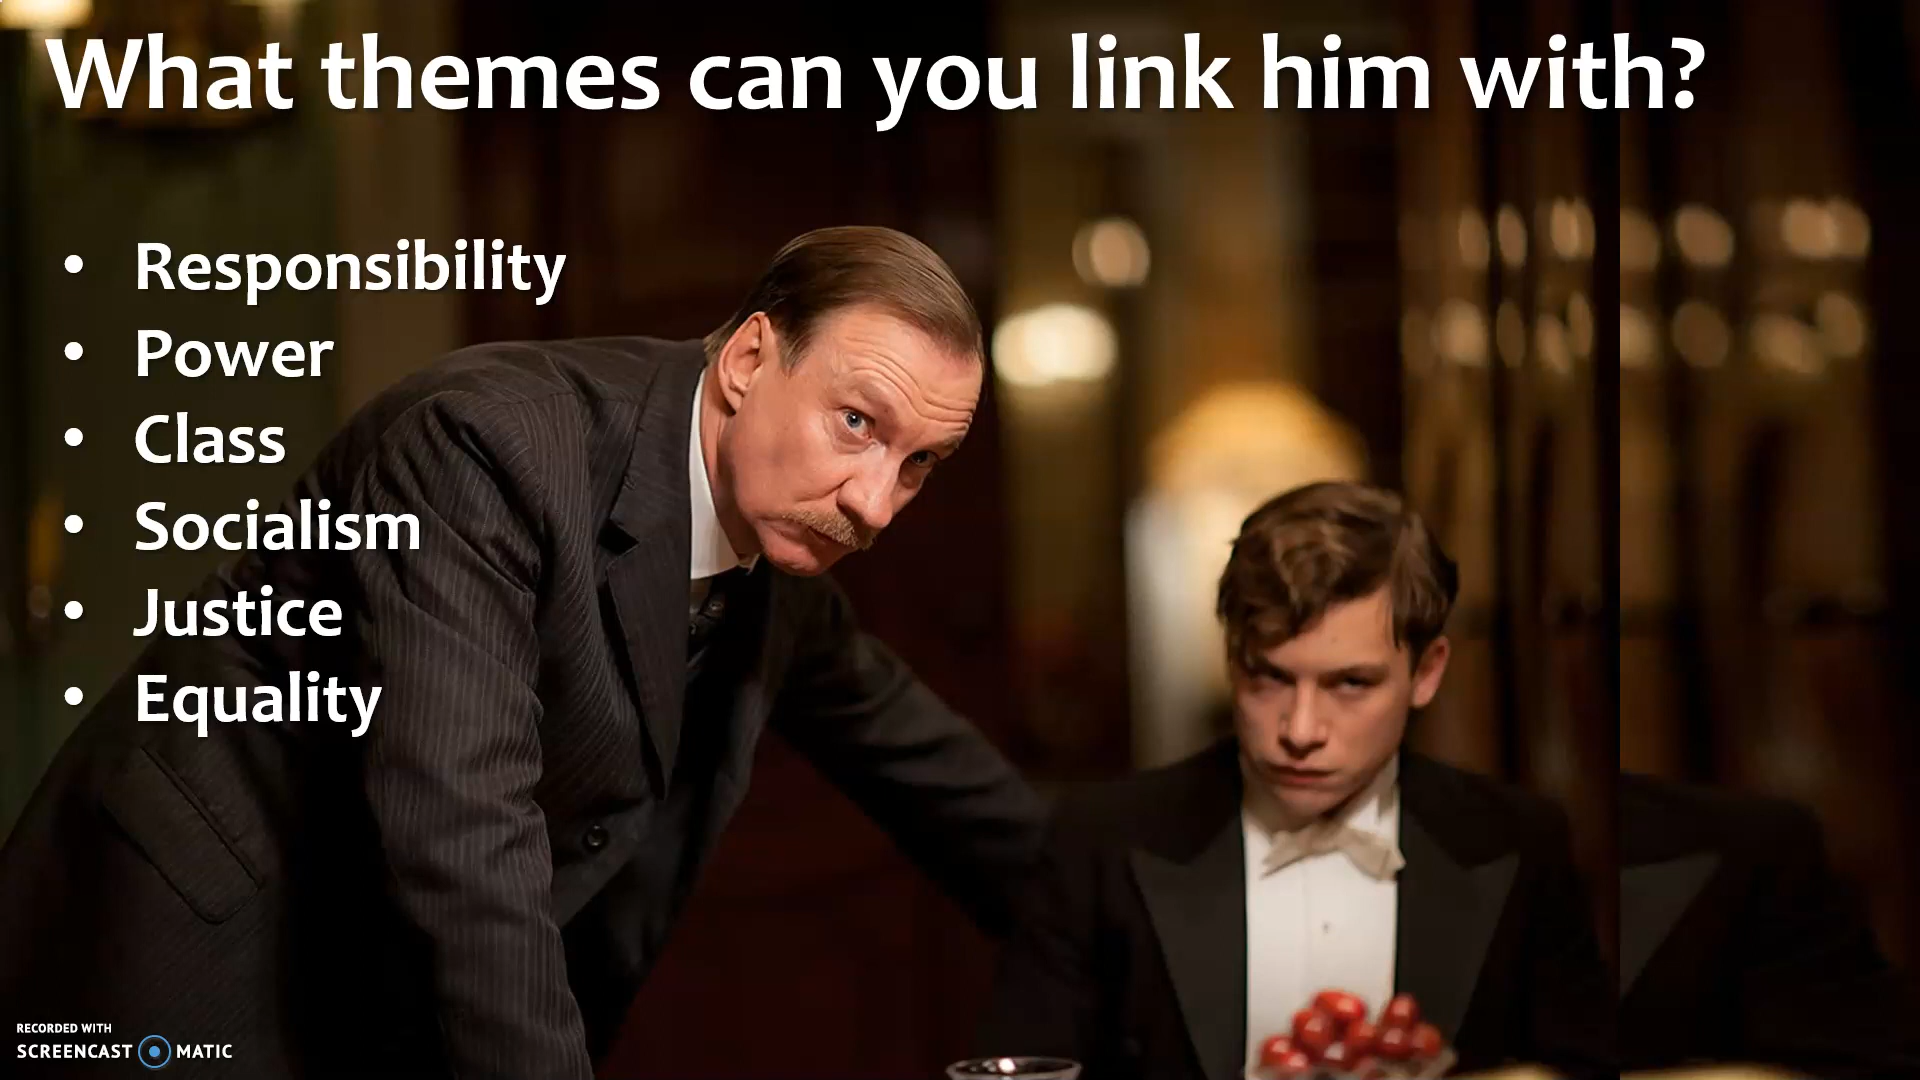 What themes can you link him with?
• Responsibility
• Power
• Class
• Socialism
• Justice
• Equality
RECORDED WITH
SCREENCAST MATIC